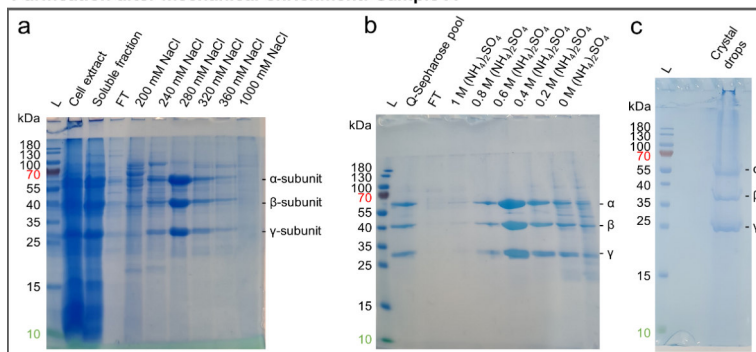 a
L
Cell extract
Soluble fraction
FT
200 mM NaCl
240 mM NaCl
280 mM NaCl
320 mM NaCl
360 mM NaCl
1000 mM NaCl
kDa
180
130
100
70
55
40
35
25
15
10
α-subunit
β-subunit
γ-subunit
b
L
Q-Sepharose pool
FT
1 M (NH₄)₂SO₄
0.8 M (NH₄)₂SO₄
0.6 M (NH₄)₂SO₄
0.4 M (NH₄)₂SO₄
0.2 M (NH₄)₂SO₄
0 M (NH₄)₂SO₄
kDa
180
130
100
70
55
40
35
25
15
10
α
β
γ
c
L
Crystal
drops
kDa
180
130
100
70
55
40
35
25
15
10